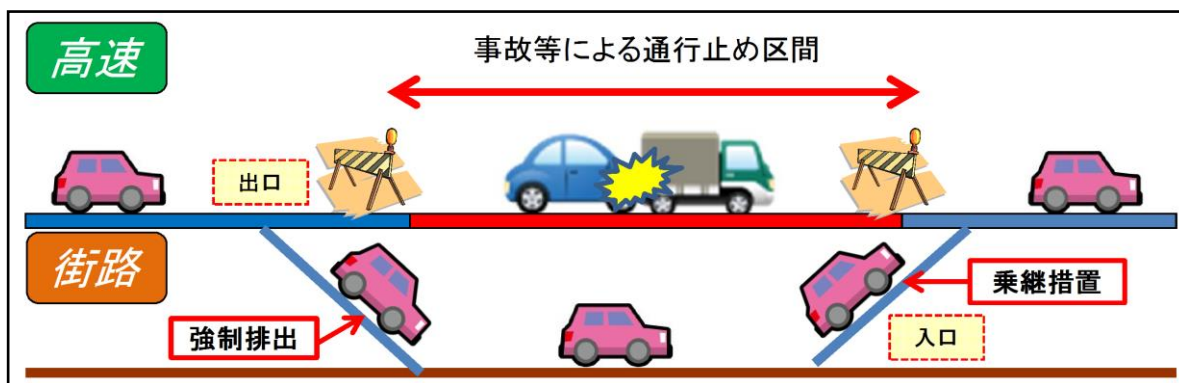 高速
事故等による通行止め区間
出口
街路
強制排出
乗継措置
入口